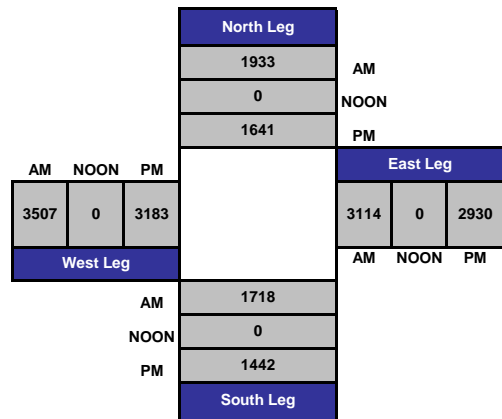 North Leg
1933
AM
0
NOON
1641
PM
AM NOON PM
East Leg
3507 0 3183
3114 0 2930
West Leg
AM NOON PM
AM
1718
NOON
0
PM
1442
South Leg